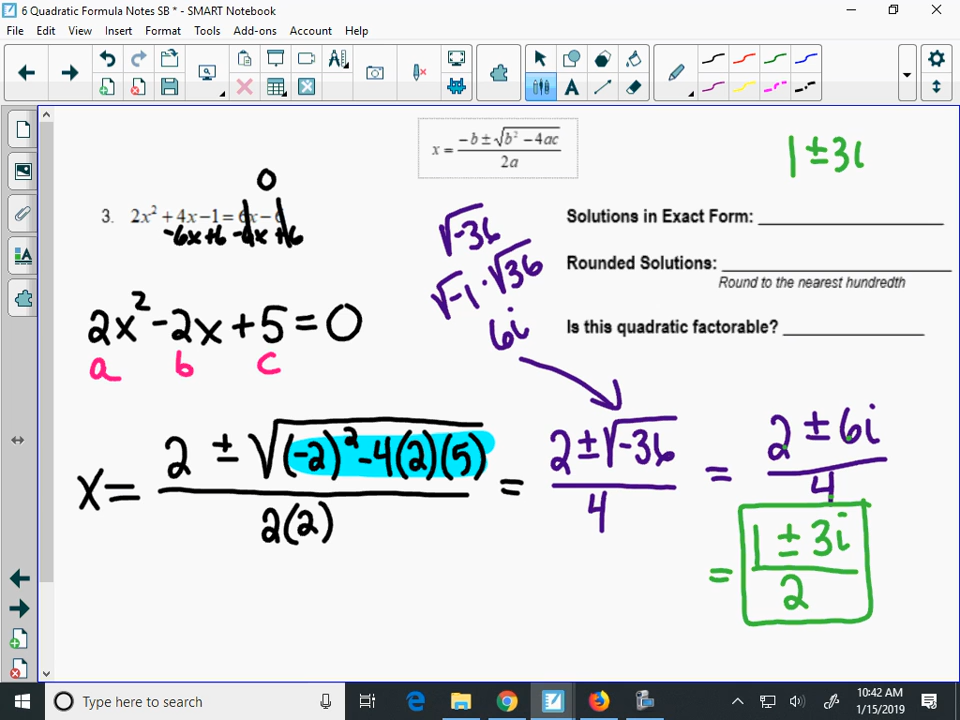 6 Quadratic Formula Notes SB * - SMART Notebook
File Edit View Insert Format Tools Add-ons Account Help
x = (-b ± √(b² - 4ac)) / 2a
1 ± 3i
0
3. 2x² + 4x - 1 = 6x -
-6x+6 -6x +6
√-36
√-1 · √36
6i
Solutions in Exact Form: ____________________
Rounded Solutions: ____________________
Round to the nearest hundredth
Is this quadratic factorable? ____________________
2x² - 2x + 5 = 0
a b c
x = (2 ± √((-2)² - 4(2)(5))) / 2(2) = (2 ± √-36) / 4 = (2 ± 6i) / 4
= (1 ± 3i) / 2
Type here to search
10:42 AM
1/15/2019